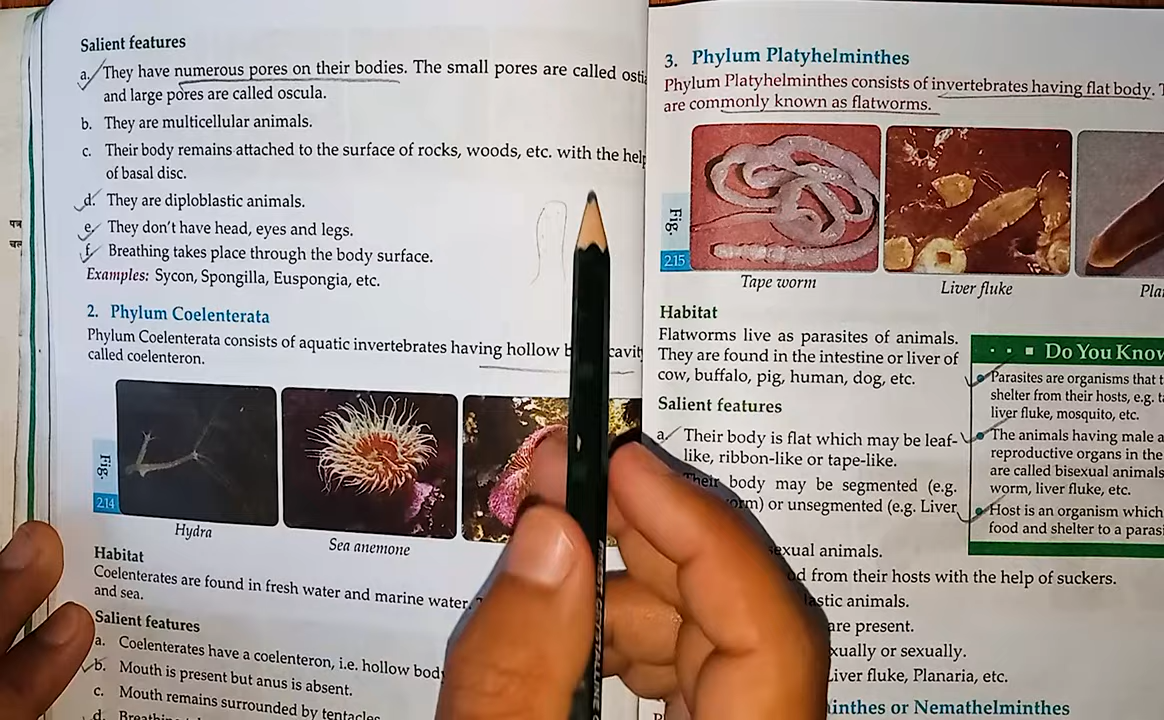 Salient features
a. They have numerous pores on their bodies. The small pores are called
and large pores are called oscula.
b. They are multicellular animals.
c. Their body remains attached to the surface of rocks, woods, etc. with the
of basal disc.
d. They are diploblastic animals.
e. They don't have head, eyes and legs.
f. Breathing takes place through the body surface.
Examples: Sycon, Spongilla, Euspongia, etc.
2. Phylum Coelenterata
Phylum Coelenterata consists of aquatic invertebrates having hollow
called coelenteron.
Fig.
2.14
Hydra
Sea anemone
Habitat
Coelenterates are found in fresh water and marine water.
and sea.
Salient features
a. Coelenterates have a coelenteron, i.e. hollow
b. Mouth is present but anus is absent.
c. Mouth remains surrounded by tentacles
d.
3. Phylum Platyhelminthes
Phylum Platyhelminthes consists of invertebrates having flat body.
are commonly known as flatworms.
Fig.
2.15
Tape worm
Liver fluke
Habitat
Flatworms live as parasites of animals.
They are found in the intestine or liver of
cow, buffalo, pig, human, dog, etc.
Salient features
a. Their body is flat which may be leaf-
like, ribbon-like or tape-like.
Their body may be segmented (e.g.
or unsegmented (e.g. Liver
animals.
from their hosts with the help of suckers.
animals.
are present.
or sexually.
Liver fluke, Planaria, etc.
or Nemathelminthes
Do You
Parasites are organisms that
shelter from their hosts, e.g.
liver fluke, mosquito, etc.
The animals having male
reproductive organs in the
are called bisexual animals
worm, liver fluke, etc.
Host is an organism which
food and shelter to a